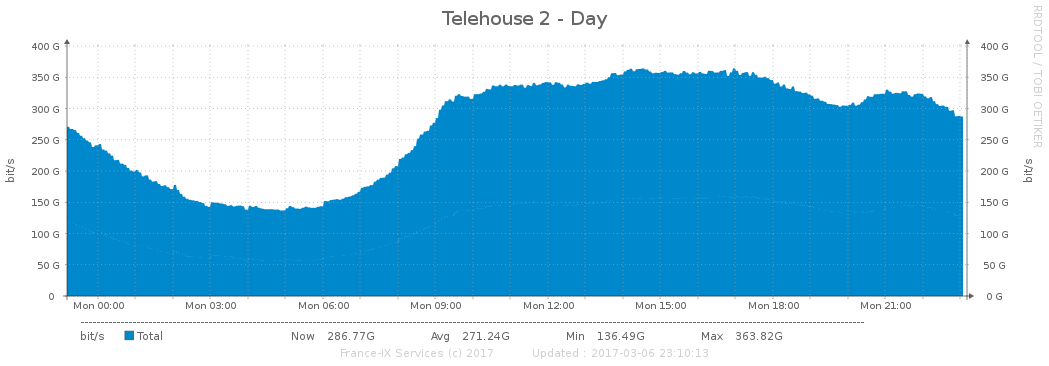 Telehouse 2 - Day
RRDTOOL / TOBI OETIKER
400 G 400 G
350 G 350 G
300 G 300 G
250 G 250 G
200 G 200 G
150 G 150 G
100 G 100 G
50 G 50 G
0 0 G
bit/s bit/s
Mon 00:00 Mon 03:00 Mon 06:00 Mon 09:00 Mon 12:00 Mon 15:00 Mon 18:00 Mon 21:00
bit/s Total Now 286.77G Avg 271.24G Min 136.49G Max 363.82G
France-IX Services (c) 2017 Updated : 2017-03-06 23:10:13